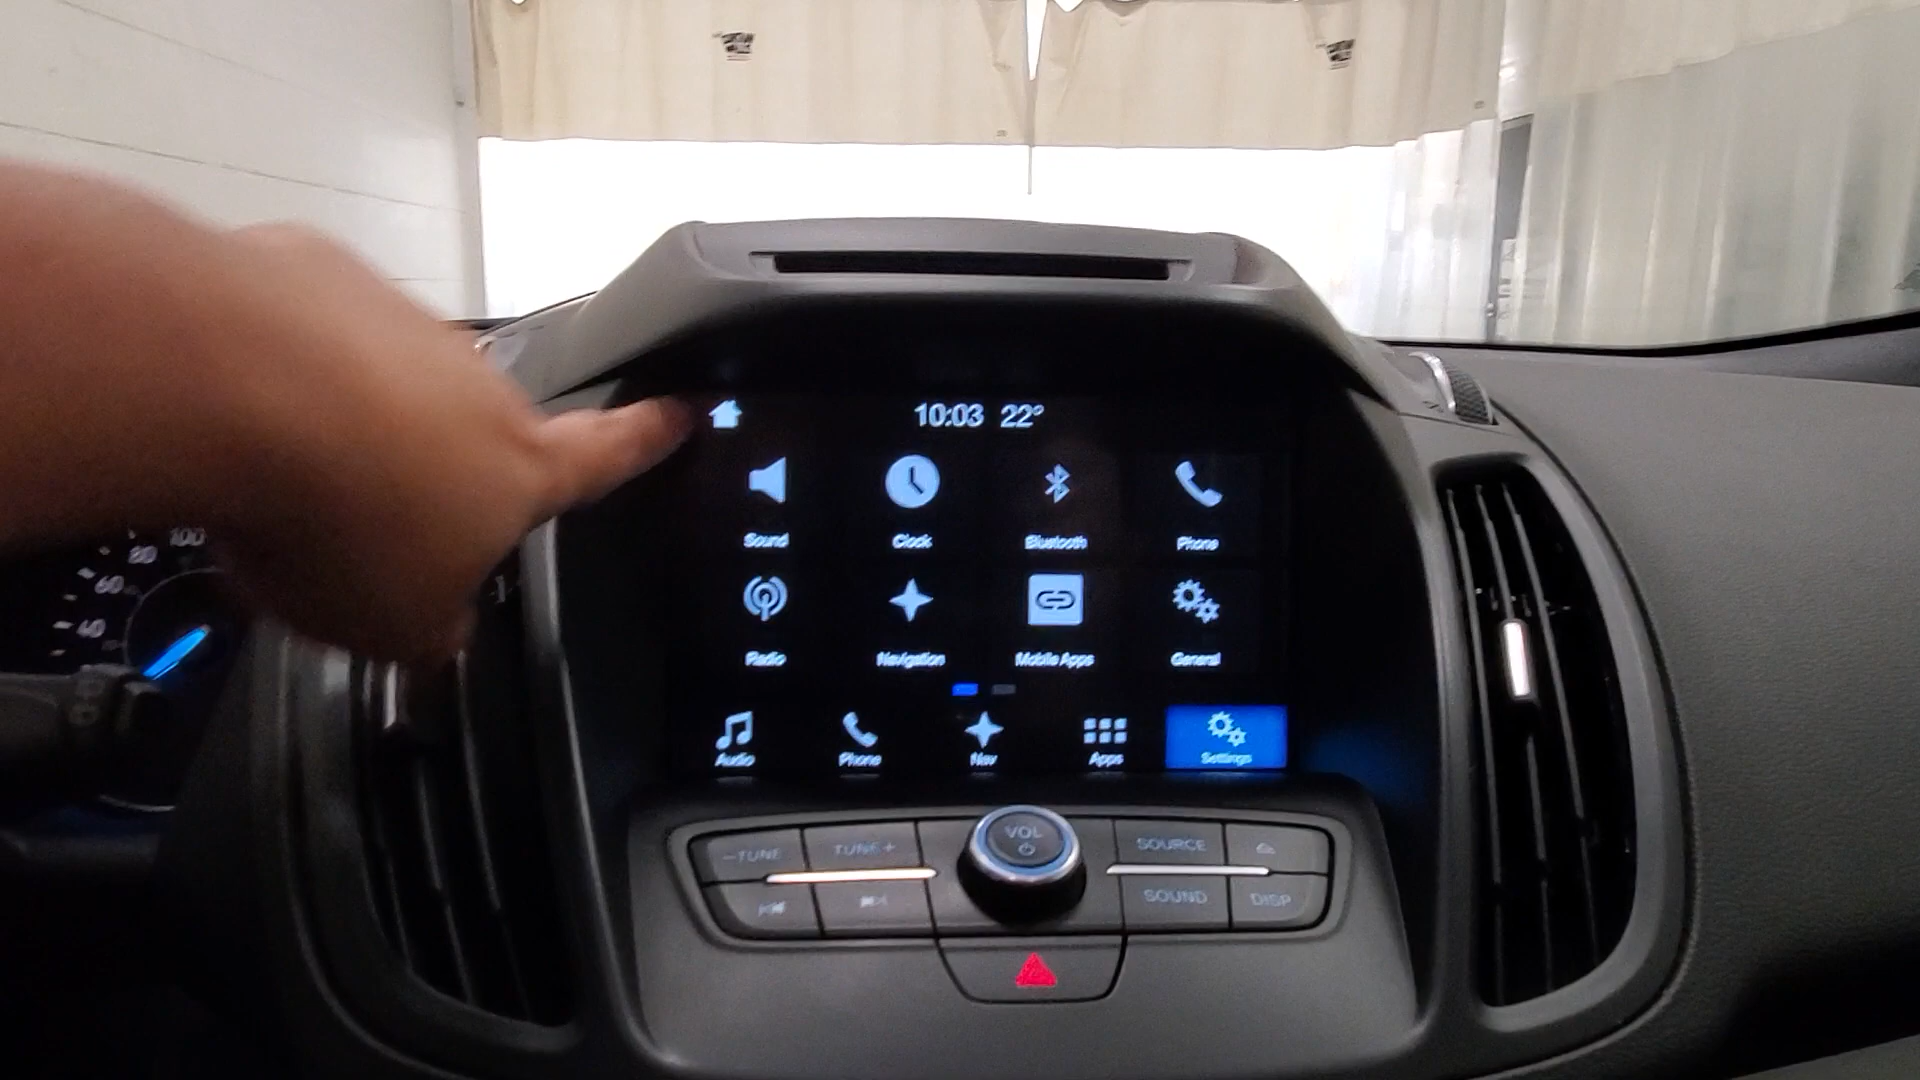 10:03 22°
Sound Clock Bluetooth Phone
Radio Navigation Mobile Apps General
Audio Phone Nav Apps Settings
–TUNE TUNE+ VOL SOURCE
SOUND DISP
100
80
60
40